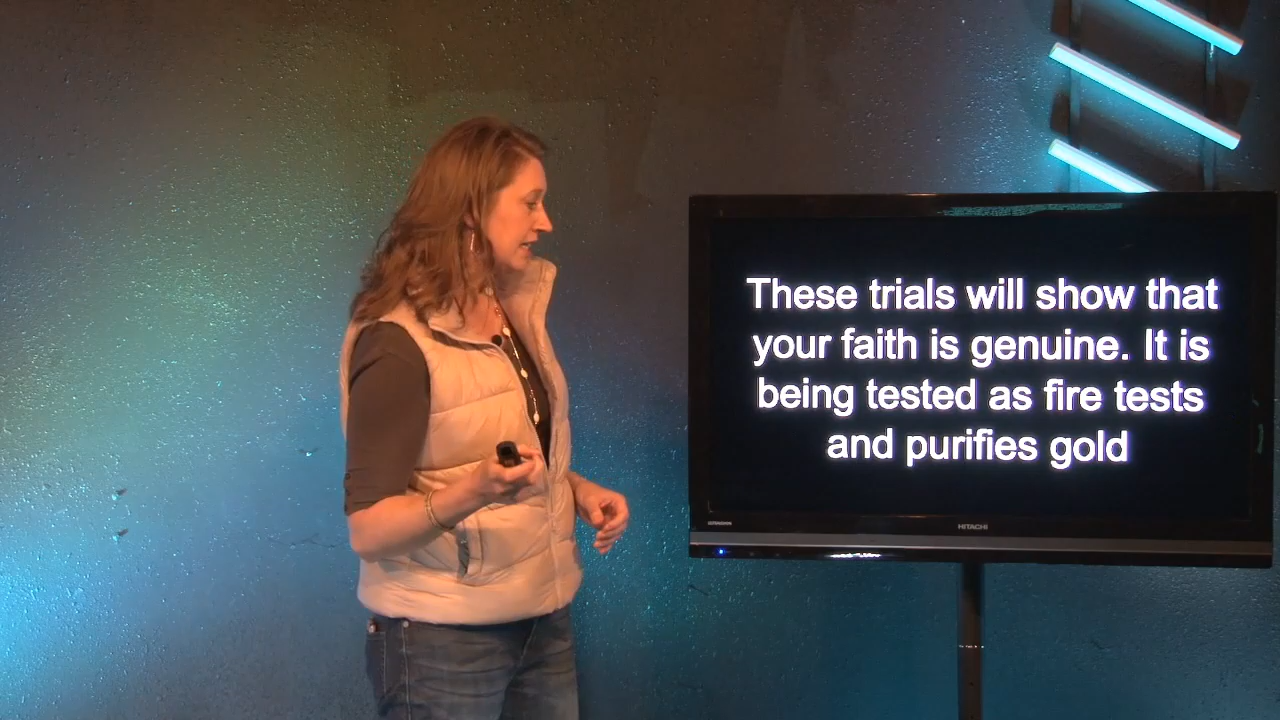 These trials will show that
your faith is genuine. It is
being tested as fire tests
and purifies gold
HITACHI